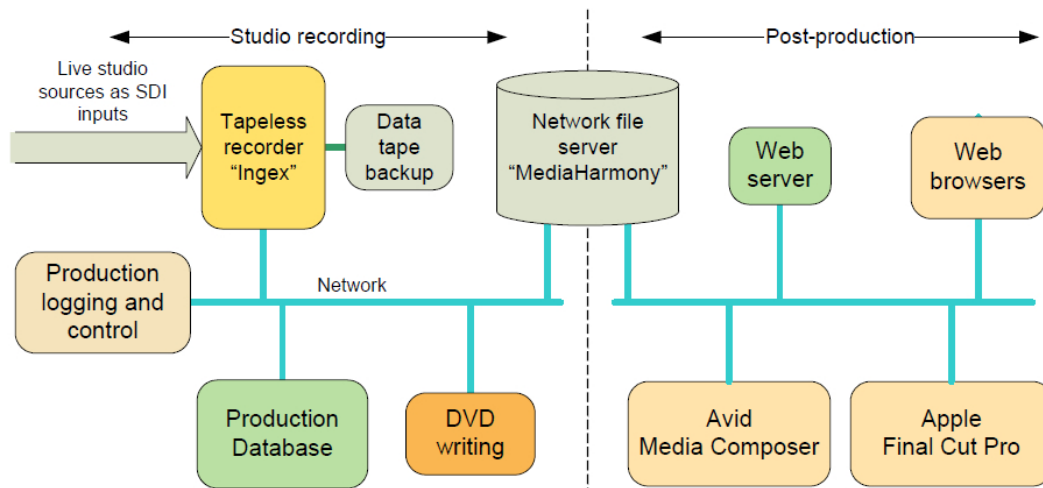 Studio recording
Post-production
Live studio
sources as SDI
inputs
Tapeless
recorder
“Ingex”
Data
tape
backup
Network file
server
“MediaHarmony”
Web
server
Web
browsers
Production
logging and
control
Network
Production
Database
DVD
writing
Avid
Media Composer
Apple
Final Cut Pro